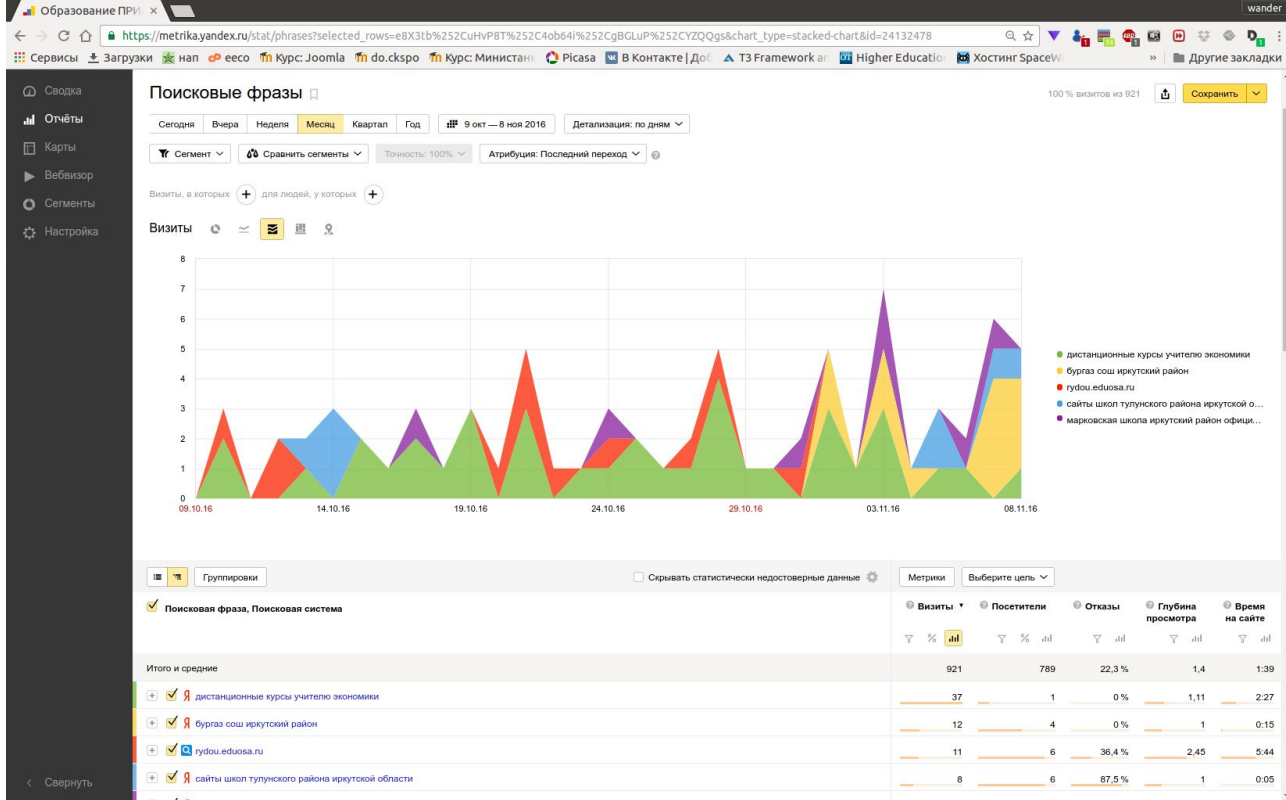 Образование ПРИ
wander
https://metrika.yandex.ru/stat/phrases?selected_rows=e8X3tb%252CuHvP8T%252C4ob64i%252CgBGLuP%252CYZQQgs&chart_type=stacked-chart&id=24132478
Сервисы Загрузки нап eeco Курс: Joomla do.ckspo Курс: Министан Picasa В Контакте | Доб T3 Framework an Higher Education Хостинг SpaceW » Другие закладки
Сводка
Отчёты
Карты
Вебвизор
Сегменты
Настройка
Свернуть
Поисковые фразы
100 % визитов из 921
Сохранить
Сегодня Вчера Неделя Месяц Квартал Год 9 окт — 8 ноя 2016 Детализация: по дням
Сегмент Сравнить сегменты Точность: 100% Атрибуция: Последний переход
Визиты, в которых + для людей, у которых +
Визиты
8
7
6
5
4
3
2
1
0
09.10.16 14.10.16 19.10.16 24.10.16 29.10.16 03.11.16 08.11.16
дистанционные курсы учителю экономики
бургаз сош иркутский район
rydou.eduosa.ru
сайты школ тулунского района иркутской о...
марковская школа иркутский район офици...
Группировки Скрывать статистически недостоверные данные Метрики Выберите цель
Поисковая фраза, Поисковая система Визиты Посетители Отказы Глубина просмотра Время на сайте
Итого и средние 921 789 22,3 % 1,4 1:39
дистанционные курсы учителю экономики 37 1 0 % 1,11 2:27
бургаз сош иркутский район 12 4 0 % 1 0:15
rydou.eduosa.ru 11 6 36,4 % 2,45 5:44
сайты школ тулунского района иркутской области 8 6 87,5 % 1 0:05